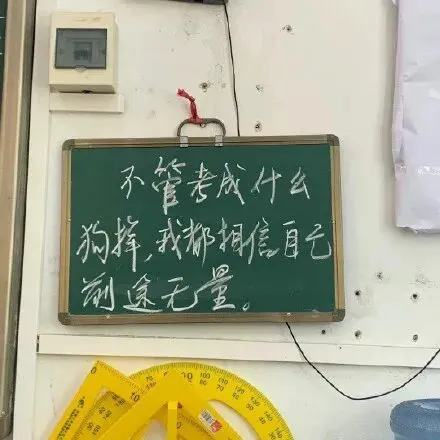 不管考成什么
狗样,我都相信自己
前途无量。